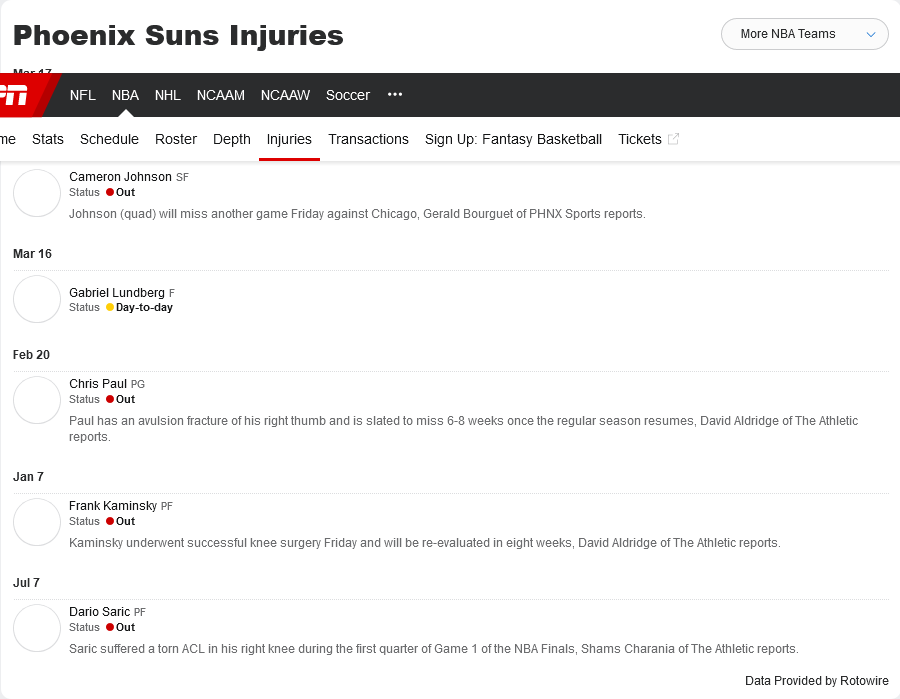 Phoenix Suns Injuries
More NBA Teams
Mar 17
NFL NBA NHL NCAAM NCAAW Soccer •••
me Stats Schedule Roster Depth Injuries Transactions Sign Up: Fantasy Basketball Tickets
Cameron Johnson SF
Status Out
Johnson (quad) will miss another game Friday against Chicago, Gerald Bourguet of PHNX Sports reports.
Mar 16
Gabriel Lundberg F
Status Day-to-day
Feb 20
Chris Paul PG
Status Out
Paul has an avulsion fracture of his right thumb and is slated to miss 6-8 weeks once the regular season resumes, David Aldridge of The Athletic
reports.
Jan 7
Frank Kaminsky PF
Status Out
Kaminsky underwent successful knee surgery Friday and will be re-evaluated in eight weeks, David Aldridge of The Athletic reports.
Jul 7
Dario Saric PF
Status Out
Saric suffered a torn ACL in his right knee during the first quarter of Game 1 of the NBA Finals, Shams Charania of The Athletic reports.
Data Provided by Rotowire